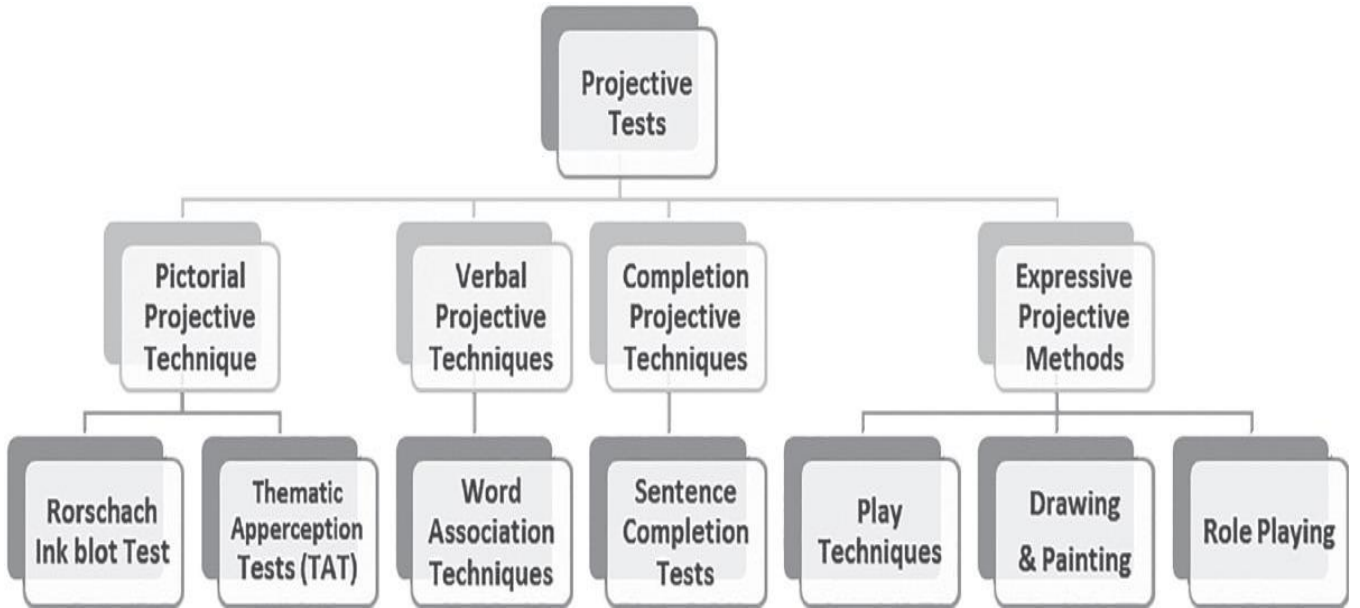 Projective
Tests
Pictorial
Projective
Technique
Verbal
Projective
Techniques
Completion
Projective
Techniques
Expressive
Projective
Methods
Rorschach
Ink blot Test
Thematic
Apperception
Tests (TAT)
Word
Association
Techniques
Sentence
Completion
Tests
Play
Techniques
Drawing
& Painting
Role Playing